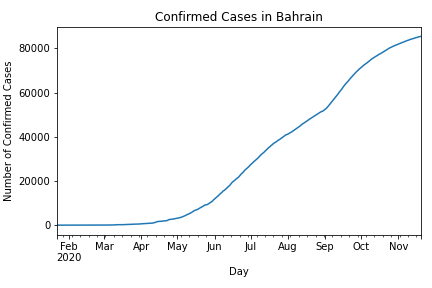 Confirmed Cases in Bahrain
Number of Confirmed Cases
80000
60000
40000
20000
0
Feb Mar Apr May Jun Jul Aug Sep Oct Nov
2020
Day